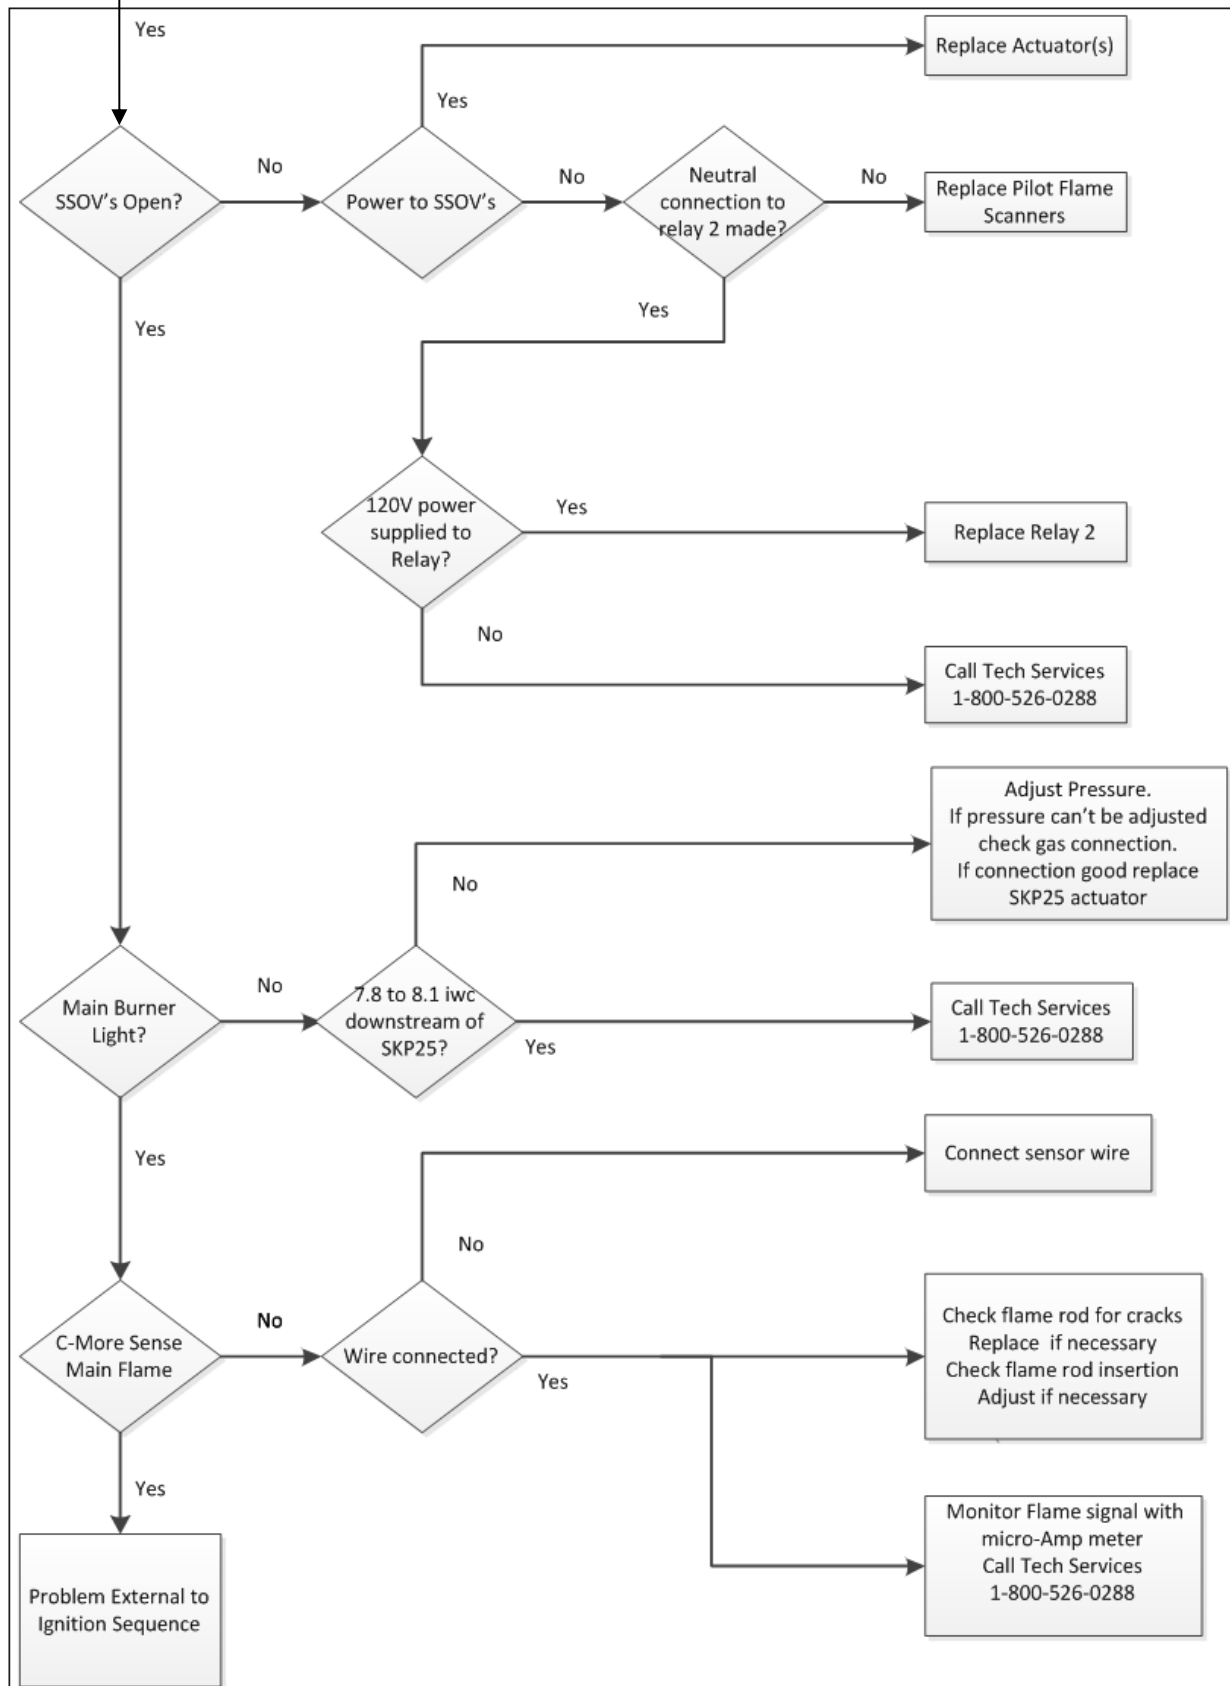 Yes
Replace Actuator(s)
Yes
SSOV's Open?
No
Power to SSOV's
No
Neutral
connection to
relay 2 made?
No
Replace Pilot Flame
Scanners
Yes
Yes
120V power
supplied to
Relay?
Yes
Replace Relay 2
No
Call Tech Services
1-800-526-0288
Adjust Pressure.
If pressure can't be adjusted
check gas connection.
If connection good replace
SKP25 actuator
No
Main Burner
Light?
No
7.8 to 8.1 iwc
downstream of
SKP25?
Yes
Call Tech Services
1-800-526-0288
Yes
Connect sensor wire
No
C-More Sense
Main Flame
No
Wire connected?
Yes
Check flame rod for cracks
Replace if necessary
Check flame rod insertion
Adjust if necessary
Yes
Monitor Flame signal with
micro-Amp meter
Call Tech Services
1-800-526-0288
Problem External to
Ignition Sequence